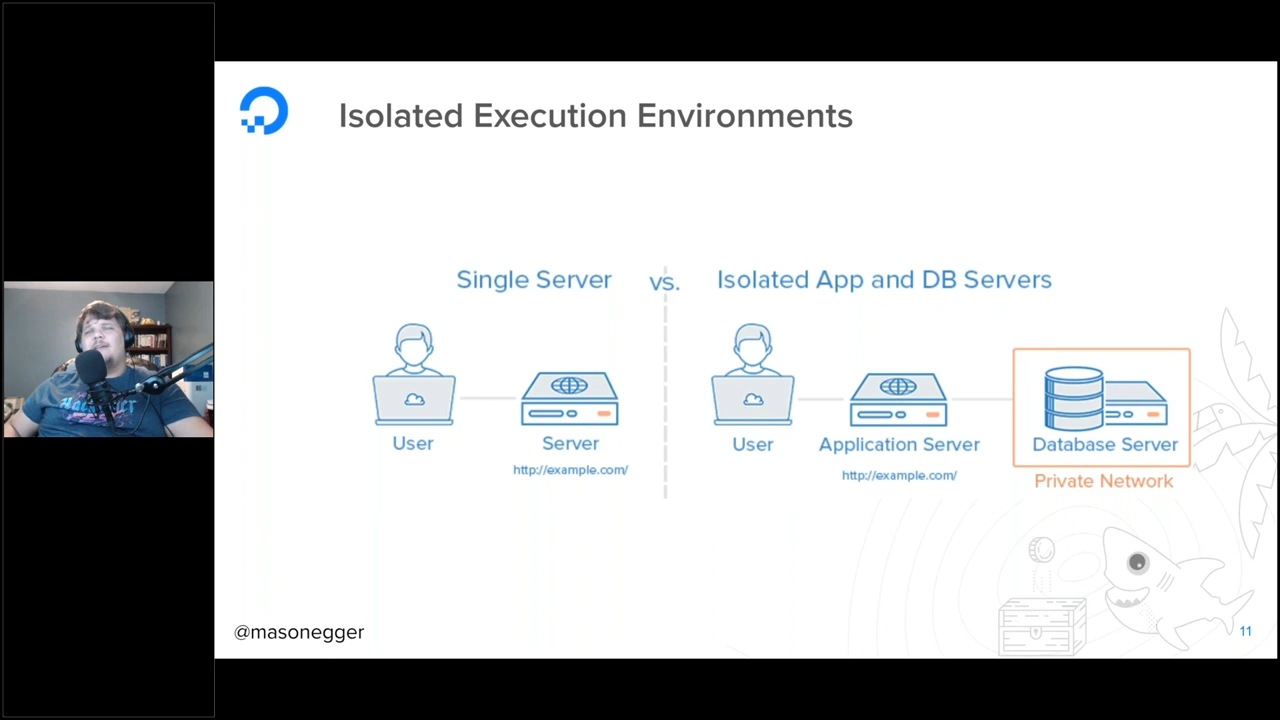 Isolated Execution Environments
Single Server
vs.
Isolated App and DB Servers
User
Server
http://example.com/
User
Application Server
http://example.com/
Database Server
Private Network
@masonegger
11